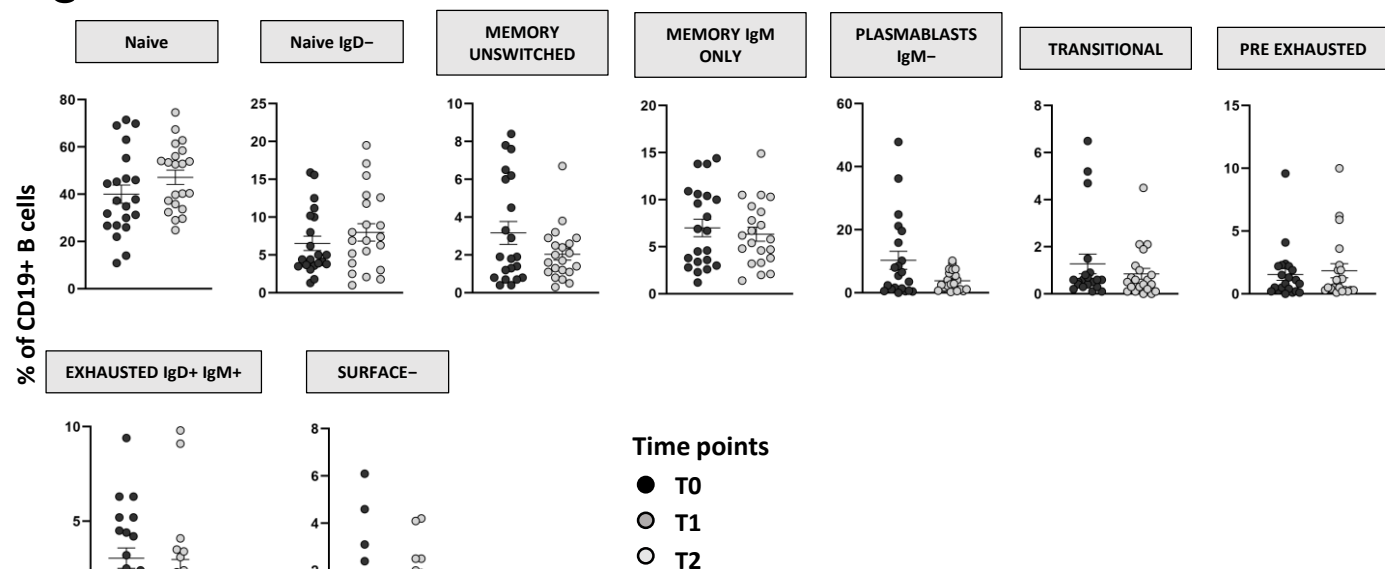 Naive
Naive IgD–
MEMORY
UNSWITCHED
MEMORY IgM
ONLY
PLASMABLASTS
IgM–
TRANSITIONAL
PRE EXHAUSTED
% of CD19+ B cells
80
60
40
20
0
25
20
15
10
5
0
10
8
6
4
2
0
20
15
10
5
0
60
40
20
0
8
6
4
2
0
15
10
5
0
EXHAUSTED IgD+ IgM+
SURFACE–
10
5
8
6
4
Time points
T0
T1
T2